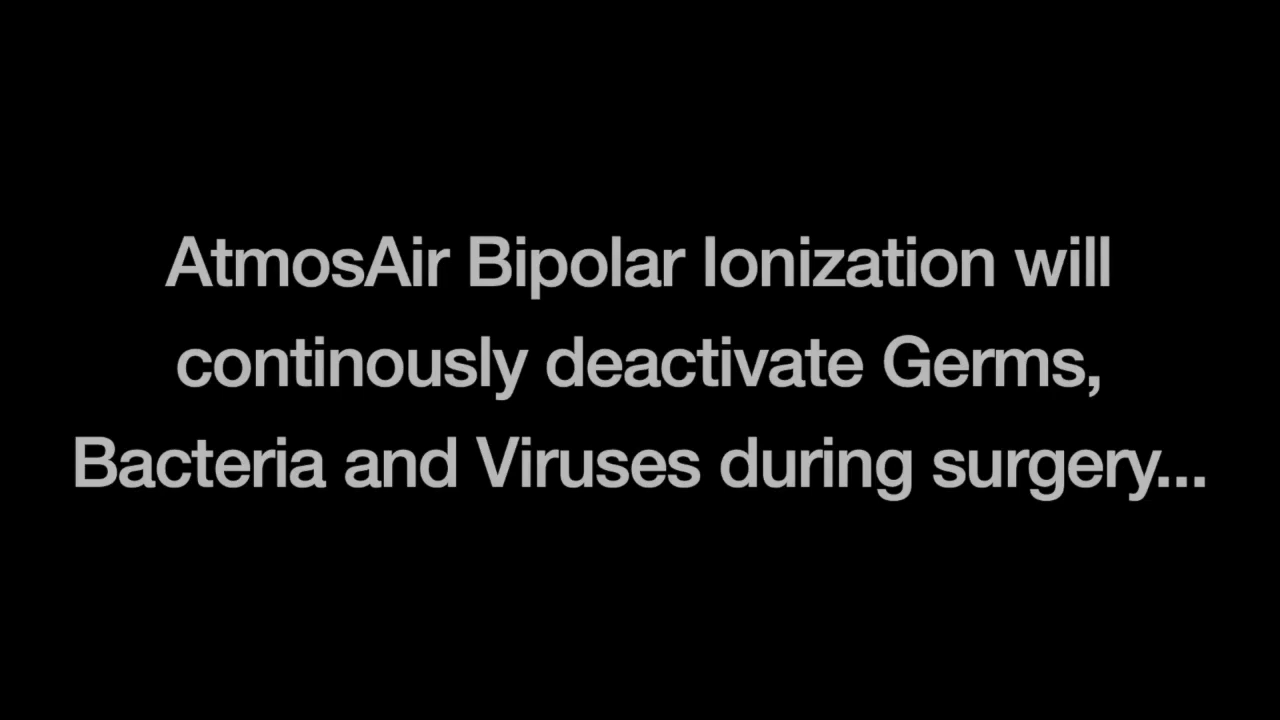 AtmosAir Bipolar Ionization will
continously deactivate Germs,
Bacteria and Viruses during surgery...